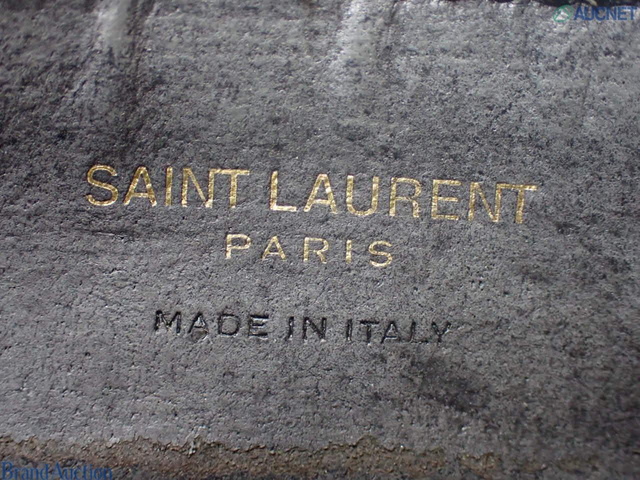 AUCNET
SAINT LAURENT
PARIS
MADE IN ITALY
Brand Auction